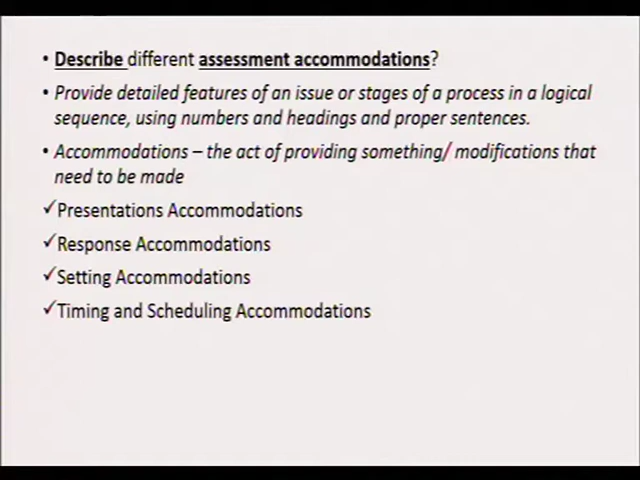 • Describe different assessment accommodations?
• Provide detailed features of an issue or stages of a process in a logical
sequence, using numbers and headings and proper sentences.
• Accommodations – the act of providing something/ modifications that
need to be made
✓Presentations Accommodations
✓Response Accommodations
✓Setting Accommodations
✓Timing and Scheduling Accommodations